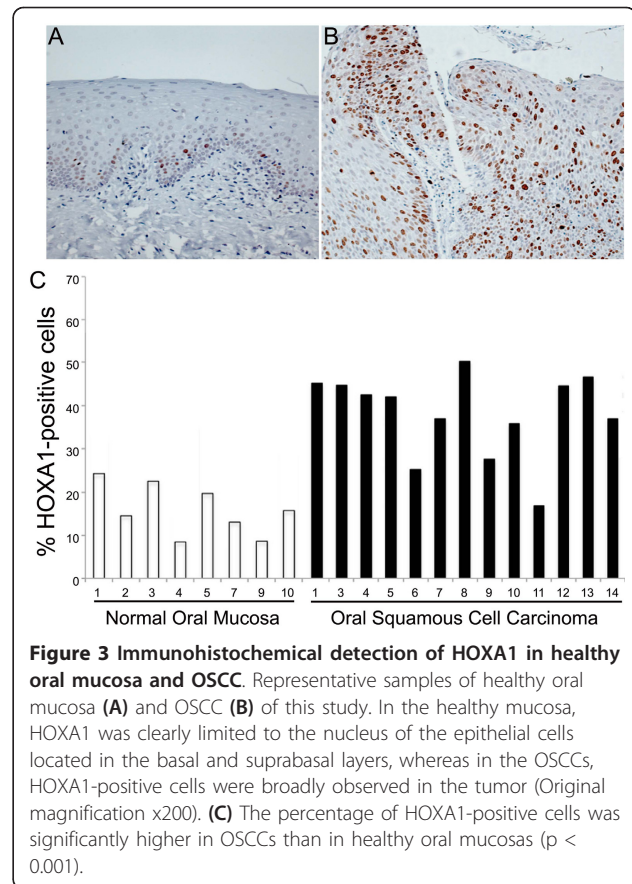 A
B
C
% HOXA1-positive cells
70
60
50
40
30
20
10
0
1 2 3 4 5 7 9 10 1 3 4 5 6 7 8 9 10 11 12 13 14
Normal Oral Mucosa Oral Squamous Cell Carcinoma
Figure 3 Immunohistochemical detection of HOXA1 in healthy
oral mucosa and OSCC. Representative samples of healthy oral
mucosa (A) and OSCC (B) of this study. In the healthy mucosa,
HOXA1 was clearly limited to the nucleus of the epithelial cells
located in the basal and suprabasal layers, whereas in the OSCCs,
HOXA1-positive cells were broadly observed in the tumor (Original
magnification x200). (C) The percentage of HOXA1-positive cells was
significantly higher in OSCCs than in healthy oral mucosas (p <
0.001).